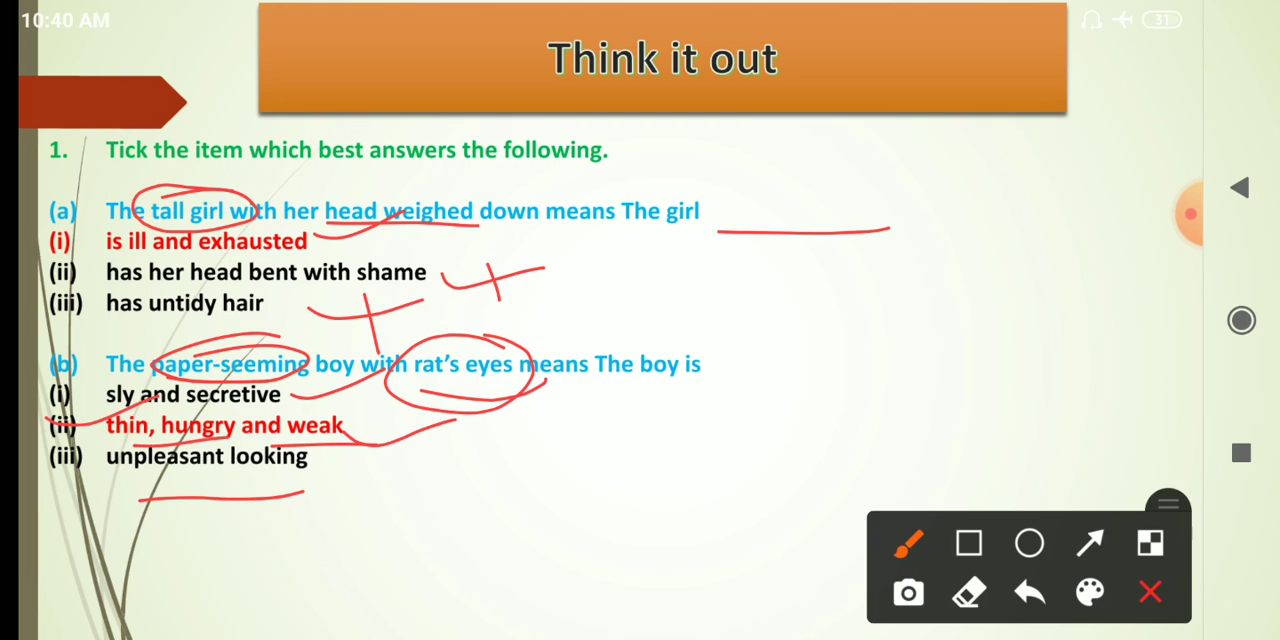 10:40 AM
31
Think it out
1. Tick the item which best answers the following.
(a) The tall girl with her head weighed down means The girl
(i) is ill and exhausted
(ii) has her head bent with shame
(iii) has untidy hair
(b) The paper-seeming boy with rat's eyes means The boy is
(i) sly and secretive
(ii) thin, hungry and weak
(iii) unpleasant looking